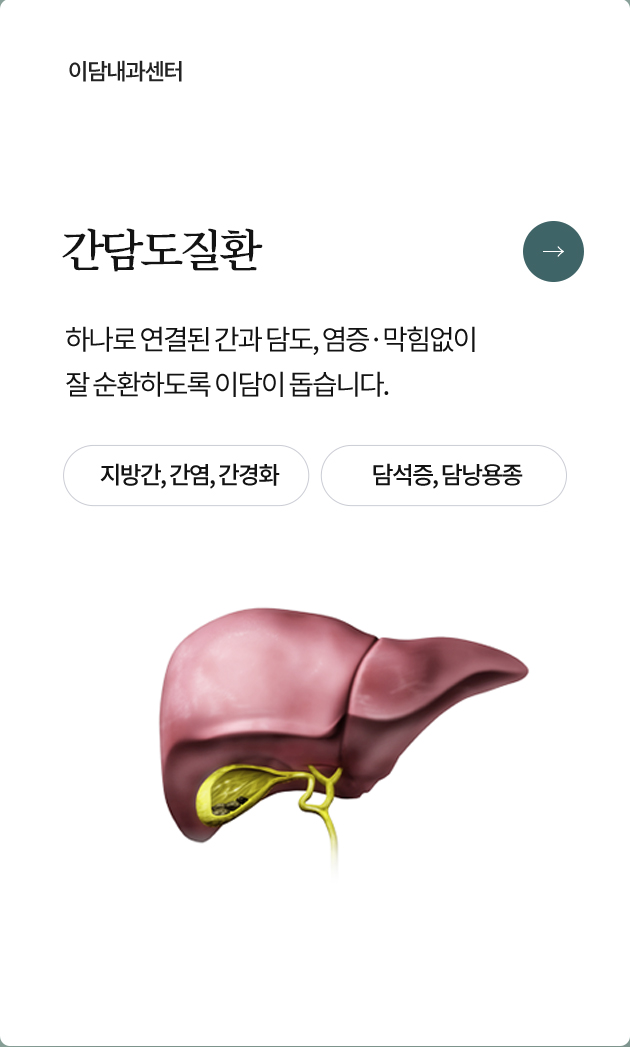 이담내과센터
간담도질환
하나로 연결된 간과 담도, 염증·막힘없이
잘 순환하도록 이담이 돕습니다.
지방간, 간염, 간경화
담석증, 담낭용종